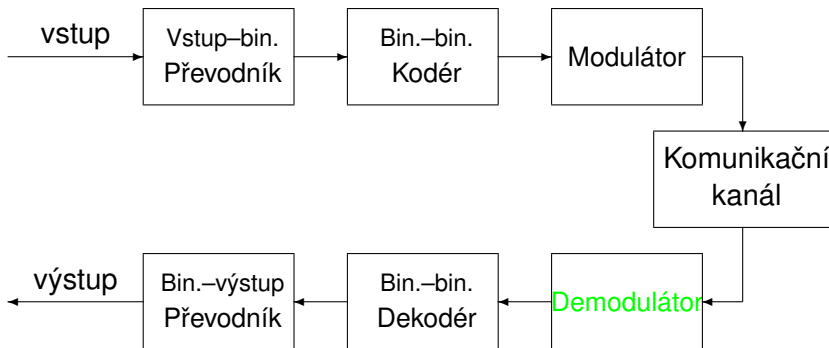 vstup
Vstup–bin.
Převodník
Bin.–bin.
Kodér
Modulátor
Komunikační
kanál
výstup
Bin.–výstup
Převodník
Bin.–bin.
Dekodér
Demodulátor